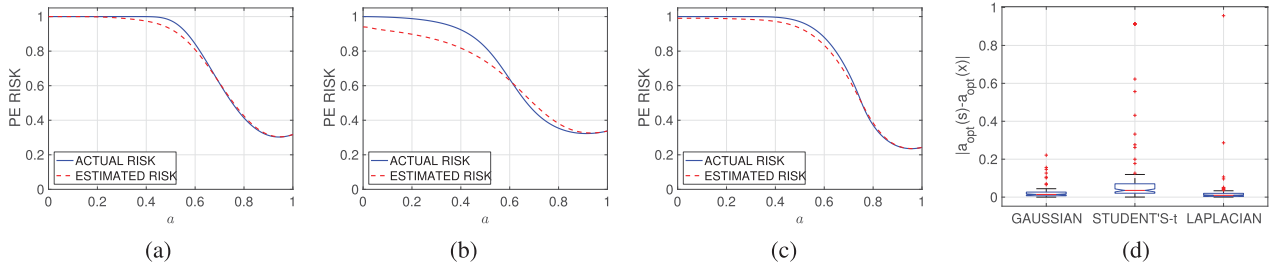 PE RISK
1
0.8
0.6
0.4
0.2
0
ACTUAL RISK
ESTIMATED RISK
0 0.2 0.4 0.6 0.8 1
a
(a)
PE RISK
1
0.8
0.6
0.4
0.2
0
ACTUAL RISK
ESTIMATED RISK
0 0.2 0.4 0.6 0.8 1
a
(b)
PE RISK
1
0.8
0.6
0.4
0.2
0
ACTUAL RISK
ESTIMATED RISK
0 0.2 0.4 0.6 0.8 1
a
(c)
|a_opt(s)-a_opt(x)|
1
0.8
0.6
0.4
0.2
0
GAUSSIAN STUDENT'S-t LAPLACIAN
(d)